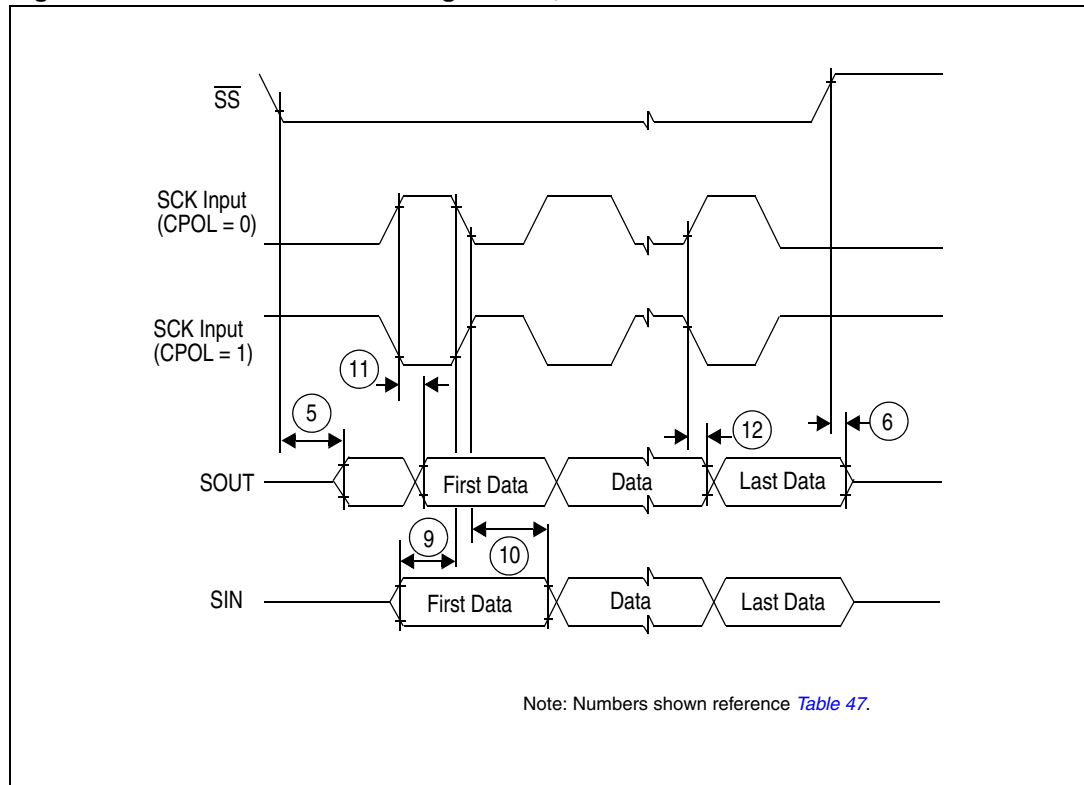 SS
SCK Input
(CPOL = 0)
SCK Input
(CPOL = 1)
11
5
12
6
SOUT
First Data
Data
Last Data
9
10
SIN
First Data
Data
Last Data
Note: Numbers shown reference Table 47.